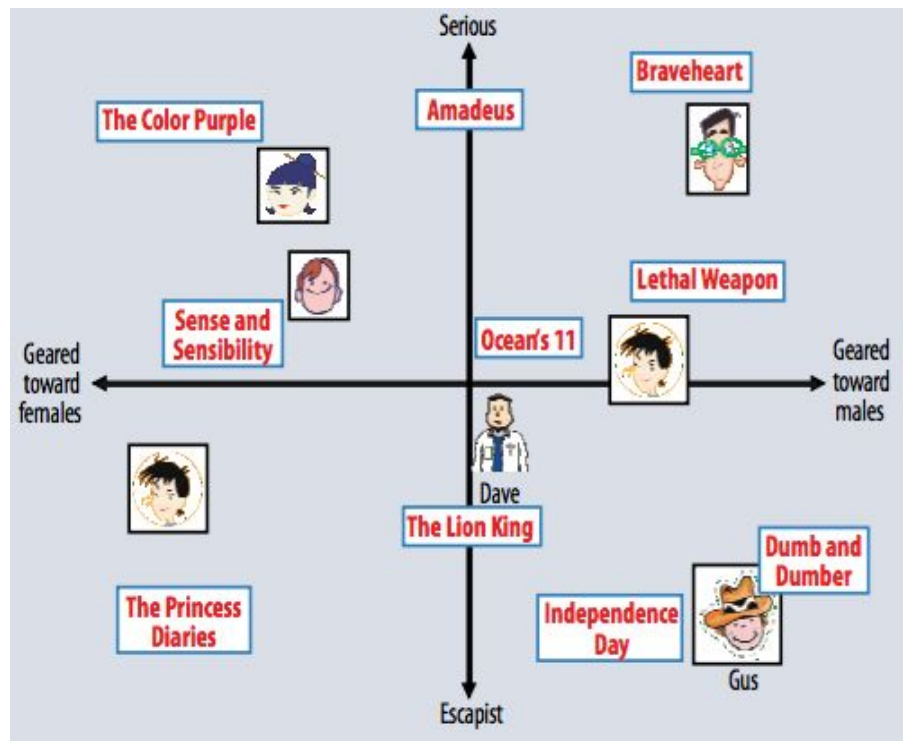 Serious
Braveheart
Amadeus
The Color Purple
Lethal Weapon
Sense and
Sensibility
Ocean's 11
Geared
toward
females
Geared
toward
males
Dave
The Lion King
Dumb and
Dumber
The Princess
Diaries
Independence
Day
Gus
Escapist